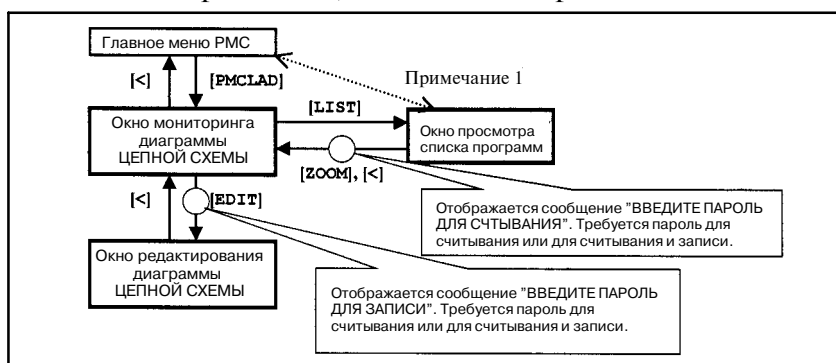 Главное меню PMC
[<]
[PMCLAD]
Примечание 1
[LIST]
Окно мониторинга
диаграммы
ЦЕПНОЙ СХЕМЫ
Окно просмотра
списка программ
[ZOOM], [<]
[<]
[EDIT]
Отображается сообщение "ВВЕДИТЕ ПАРОЛЬ
ДЛЯ СЧТЫВАНИЯ". Требуется пароль для
считывания или для считывания и записи.
Окно редактирования
диаграммы
ЦЕПНОЙ СХЕМЫ
Отображается сообщение "ВВЕДИТЕ ПАРОЛЬ
ДЛЯ ЗАПИСИ". Требуется пароль для
считывания или для считывания и записи.